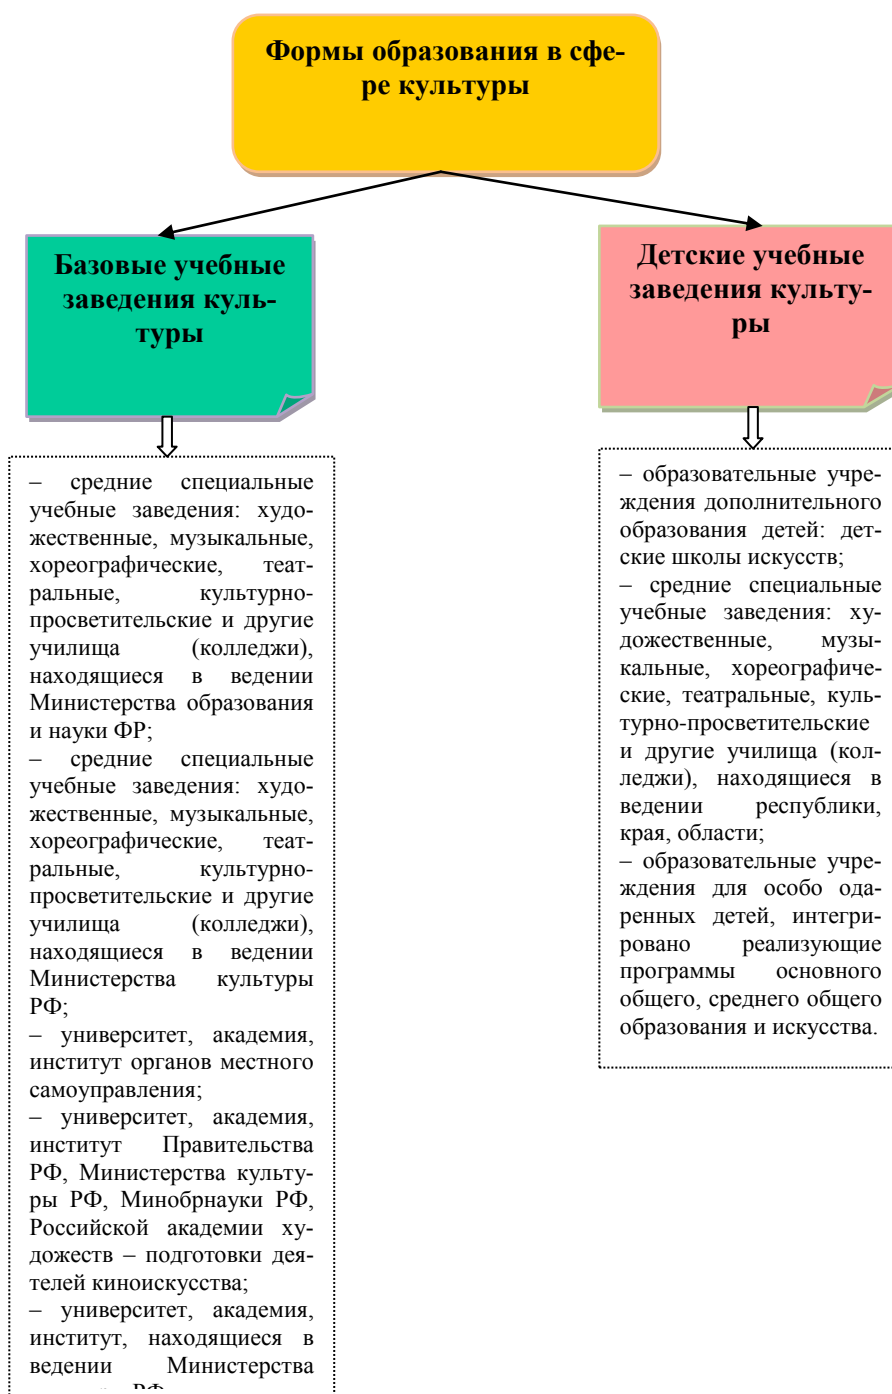 Формы образования в сфе-
ре культуры
Базовые учебные
заведения куль-
туры
– средние специальные
учебные заведения: худо-
жественные, музыкальные,
хореографические, теат-
ральные, культурно-
просветительские и другие
училища (колледжи),
находящиеся в ведении
Министерства образования
и науки ФР;
– средние специальные
учебные заведения: худо-
жественные, музыкальные,
хореографические, теат-
ральные, культурно-
просветительские и другие
училища (колледжи),
находящиеся в ведении
Министерства культуры
РФ;
– университет, академия,
институт органов местного
самоуправления;
– университет, академия,
институт Правительства
РФ, Министерства культу-
ры РФ, Минобрнауки РФ,
Российской академии ху-
дожеств – подготовки дея-
телей киноискусства;
– университет, академия,
институт, находящиеся в
ведении Министерства
Детские учебные
заведения культу-
ры
– образовательные учре-
ждения дополнительного
образования детей: дет-
ские школы искусств;
– средние специальные
учебные заведения: ху-
дожественные, музы-
кальные, хореографиче-
ские, театральные, куль-
турно-просветительские
и другие училища (кол-
леджи), находящиеся в
ведении республики,
края, области;
– образовательные учре-
ждения для особо ода-
ренных детей, интегри-
ровано реализующие
программы основного
общего, среднего общего
образования и искусства.